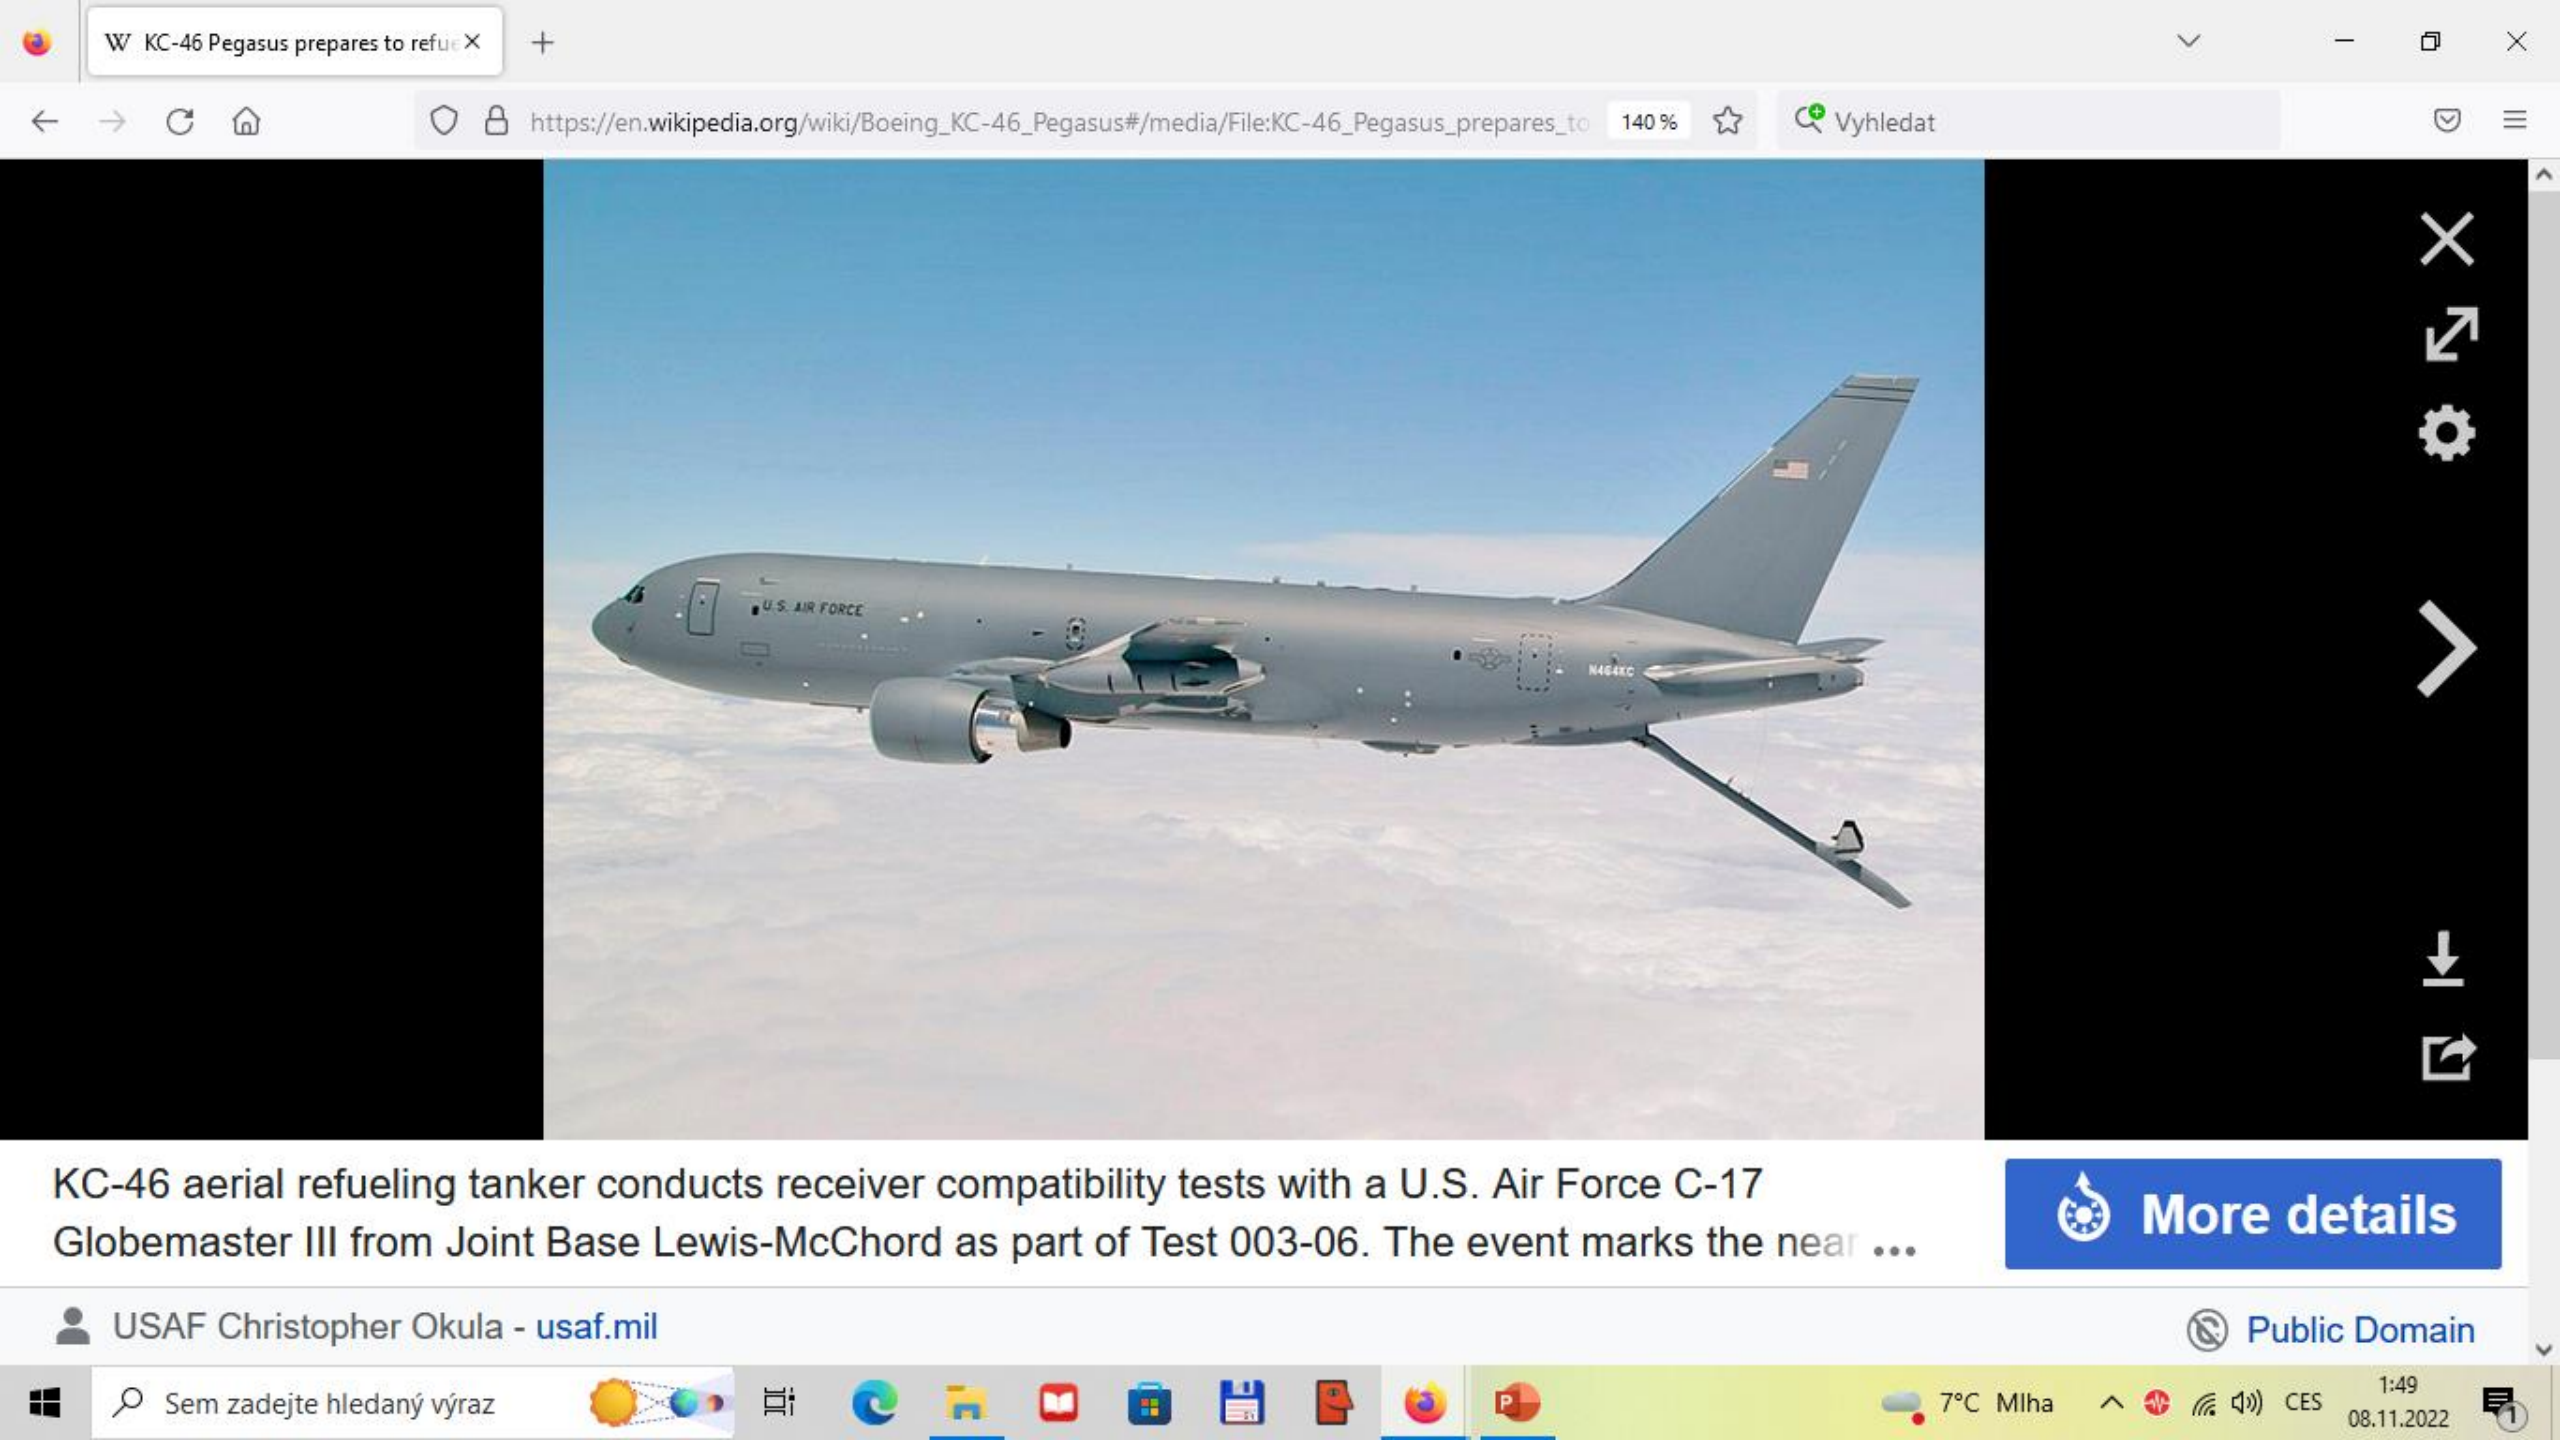 W KC-46 Pegasus prepares to refue
https://en.wikipedia.org/wiki/Boeing_KC-46_Pegasus#/media/File:KC-46_Pegasus_prepares_to
140 %
Vyhledat
U.S. AIR FORCE
N464KC
KC-46 aerial refueling tanker conducts receiver compatibility tests with a U.S. Air Force C-17
Globemaster III from Joint Base Lewis-McChord as part of Test 003-06. The event marks the near ...
More details
USAF Christopher Okula - usaf.mil
Public Domain
Sem zadejte hledaný výraz
P
7°C Mlha
CES
1:49
08.11.2022
1